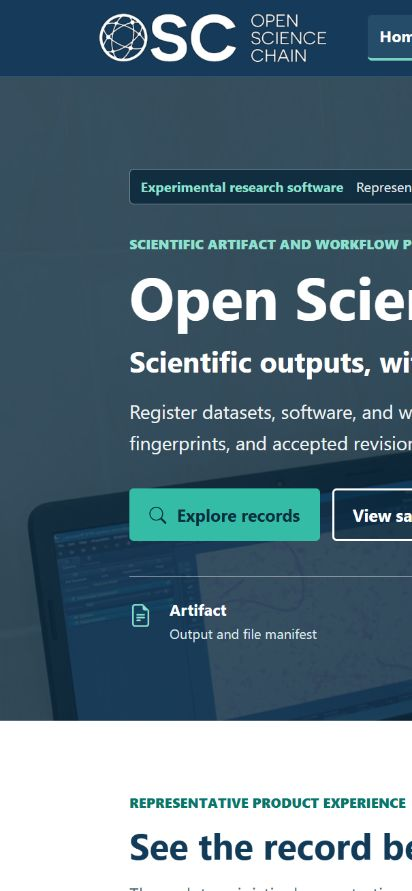 OSC OPEN
SCIENCE
CHAIN
Hom
Experimental research software Represen
SCIENTIFIC ARTIFACT AND WORKFLOW P
Open Scie
Scientific outputs, wi
Register datasets, software, and w
fingerprints, and accepted revision
Explore records
View sa
Artifact
Output and file manifest
REPRESENTATIVE PRODUCT EXPERIENCE
See the record be